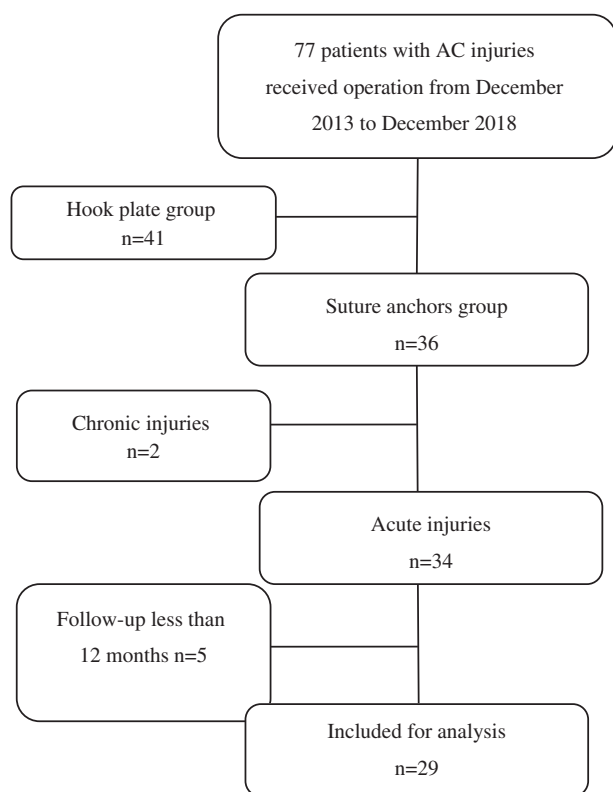 77 patients with AC injuries
received operation from December
2013 to December 2018
Hook plate group
n=41
Suture anchors group
n=36
Chronic injuries
n=2
Acute injuries
n=34
Follow-up less than
12 months n=5
Included for analysis
n=29